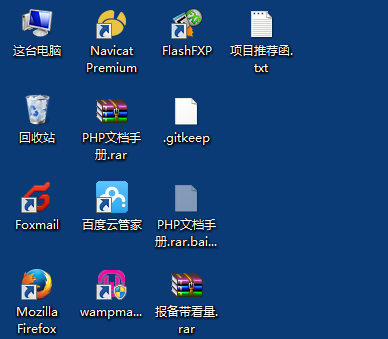 这台电脑
Navicat
Premium
FlashFXP
项目推荐函.
txt
回收站
PHP文档手
册.rar
.gitkeep
Foxmail
百度云管家
PHP文档手
册.rar.bai...
Mozilla
Firefox
wampma...
报备带看量.
rar